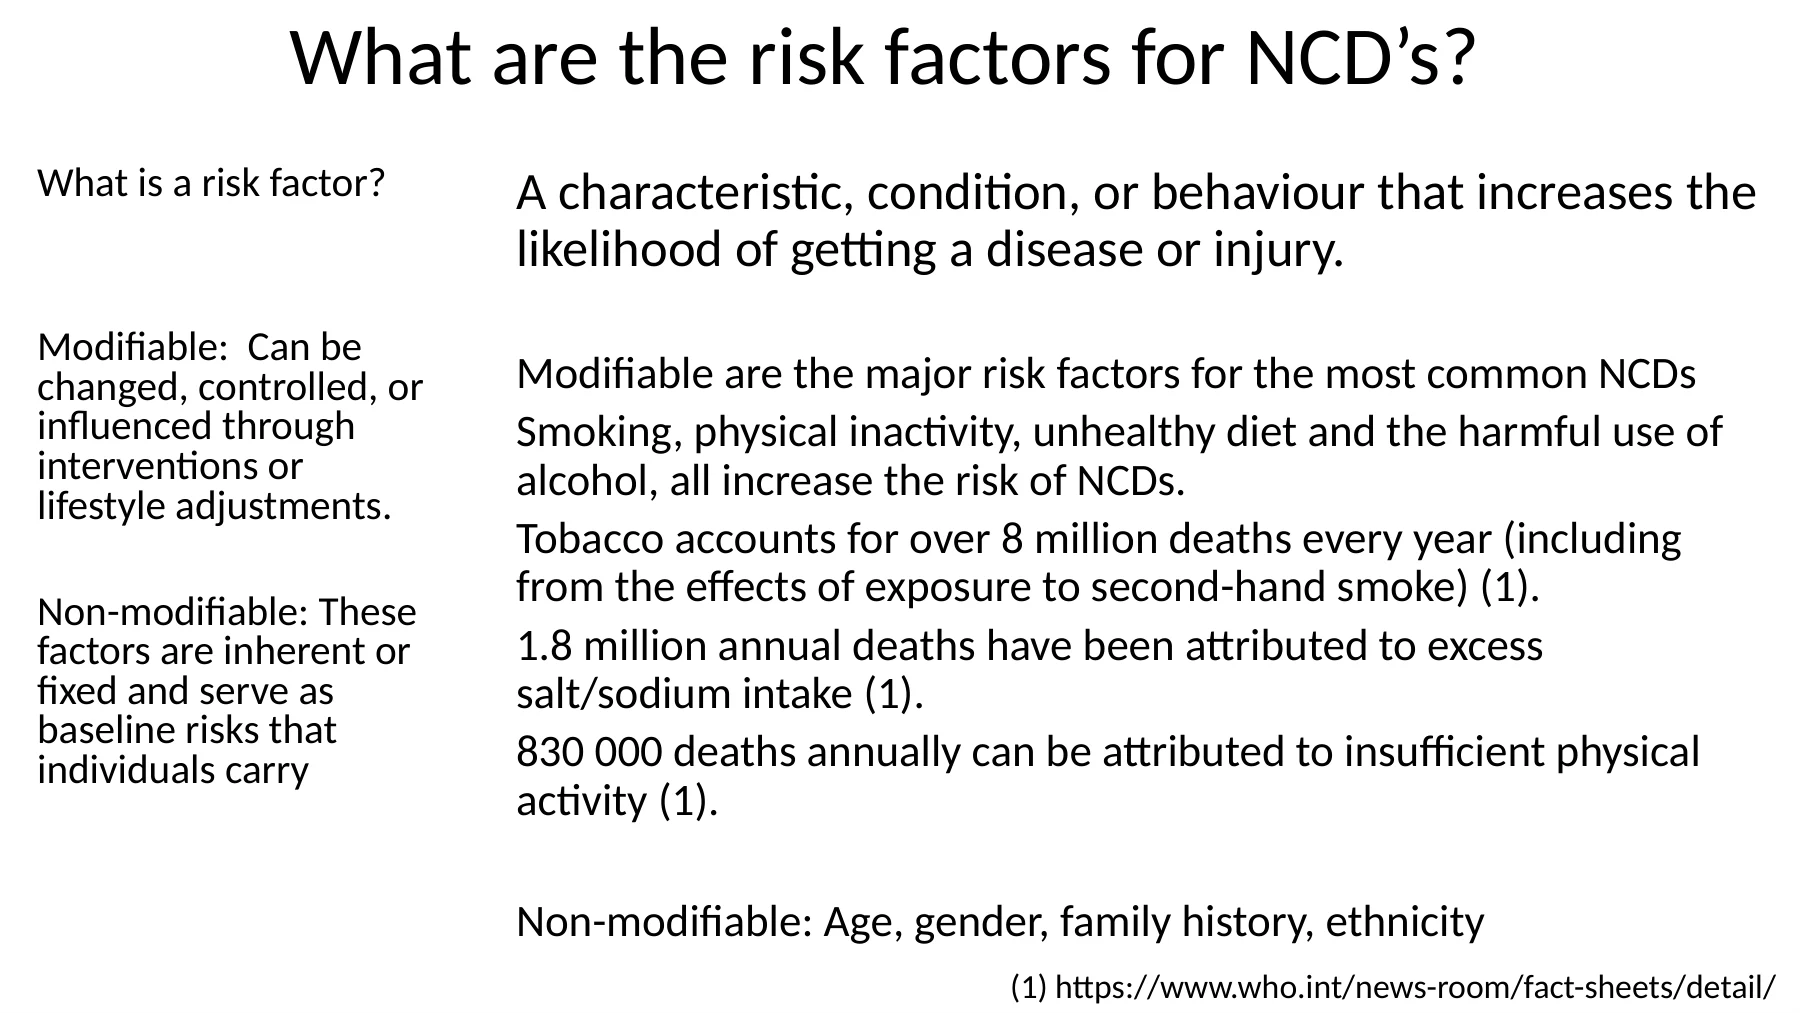 What are the risk factors for NCD’s?
What is a risk factor?
Modifiable:  Can be
changed, controlled, or
influenced through
interventions or
lifestyle adjustments.
Non-modifiable: These
factors are inherent or
fixed and serve as
baseline risks that
individuals carry
A characteristic, condition, or behaviour that increases the
likelihood of getting a disease or injury.
Modifiable are the major risk factors for the most common NCDs
Smoking, physical inactivity, unhealthy diet and the harmful use of
alcohol, all increase the risk of NCDs.
Tobacco accounts for over 8 million deaths every year (including
from the effects of exposure to second-hand smoke) (1).
1.8 million annual deaths have been attributed to excess
salt/sodium intake (1).
830 000 deaths annually can be attributed to insufficient physical
activity (1).
Non-modifiable: Age, gender, family history, ethnicity
(1) https://www.who.int/news-room/fact-sheets/detail/